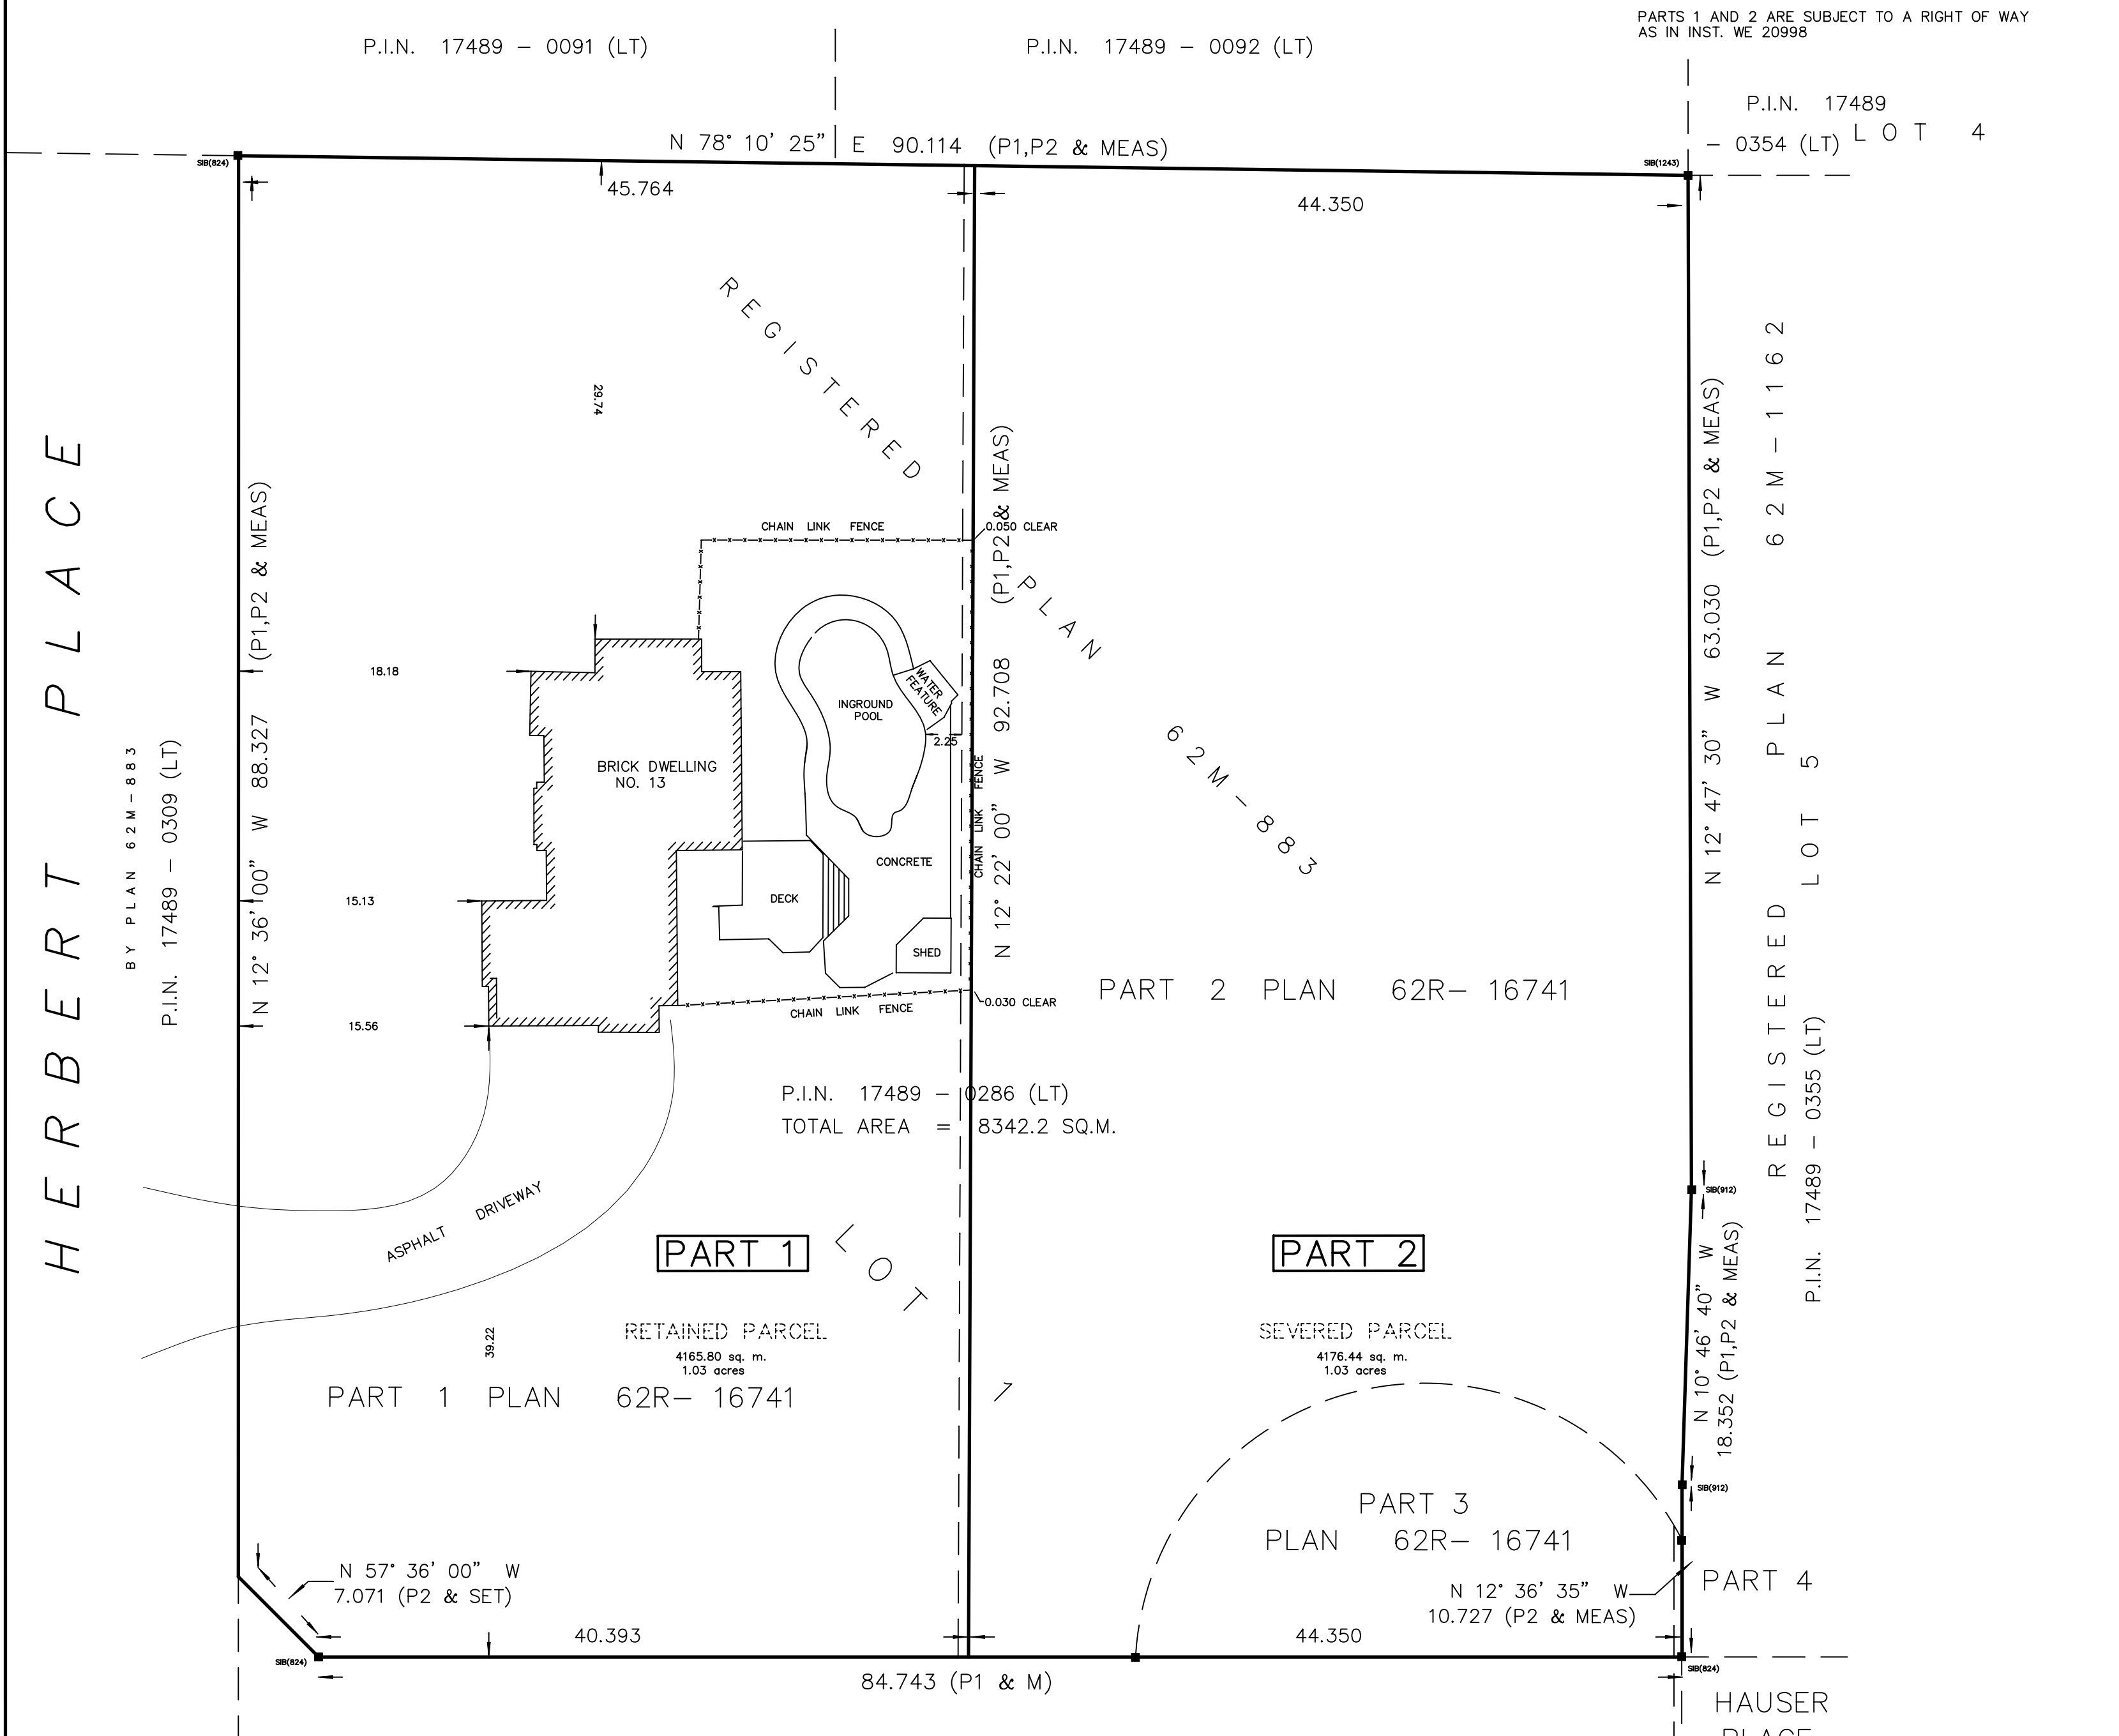 PARTS 1 AND 2 ARE SUBJECT TO A RIGHT OF WAY
AS IN INST. WE 20998
P.I.N. 17489 - 0091 (LT)
P.I.N. 17489 - 0092 (LT)
P.I.N. 17489
- 0354 (LT)
LOT 4
N 78° 10' 25" E 90.114 (P1,P2 & MEAS)
SIB(824)
SIB(1243)
45.764
44.350
HERBERT PLACE
BY PLAN 62M-883
P.I.N. 17489 - 0309 (LT)
N 12° 36' 00" W 88.327 (P1,P2 & MEAS)
REGISTERED PLAN 62M-883
29.74
CHAIN LINK FENCE
0.050 CLEAR
18.18
15.13
15.56
BRICK DWELLING
NO. 13
INGROUND
POOL
WATER
FEATURE
2.25
CONCRETE
DECK
SHED
CHAIN LINK FENCE
CHAIN LINK FENCE
0.030 CLEAR
N 12° 22' 00" W 92.708 (P1,P2 & MEAS)
N 12° 47' 30" W 63.030 (P1,P2 & MEAS)
REGISTERED PLAN 62M-1162
LOT 5
P.I.N. 17489 - 0355 (LT)
PART 2 PLAN 62R- 16741
P.I.N. 17489 - 0286 (LT)
TOTAL AREA = 8342.2 SQ.M.
ASPHALT DRIVEWAY
39.22
PART 1
RETAINED PARCEL
4165.80 sq. m.
1.03 acres
PART 1 PLAN 62R- 16741
LOT 1
PART 2
SEVERED PARCEL
4176.44 sq. m.
1.03 acres
SIB(912)
N 10° 46' 40" W
18.352 (P1,P2 & MEAS)
SIB(912)
PART 3
PLAN 62R- 16741
N 12° 36' 35" W
10.727 (P2 & MEAS)
PART 4
N 57° 36' 00" W
7.071 (P2 & SET)
40.393
44.350
SIB(824)
SIB(824)
84.743 (P1 & M)
HAUSER
PLACE